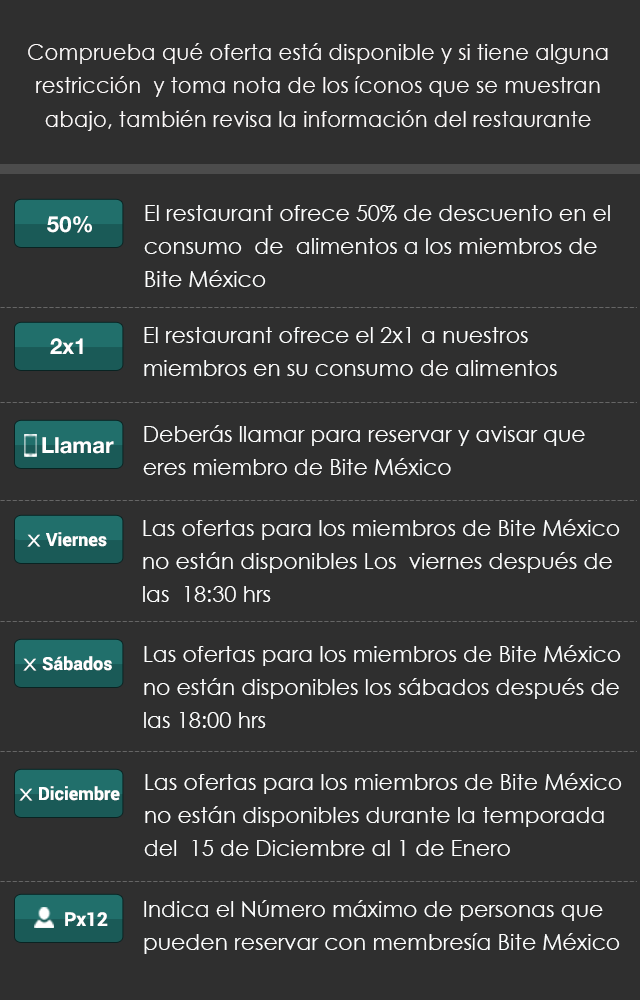 Comprueba qué oferta está disponible y si tiene alguna
restricción y toma nota de los íconos que se muestran
abajo, también revisa la información del restaurante
50%
El restaurant ofrece 50% de descuento en el
consumo de alimentos a los miembros de
Bite México
2x1
El restaurant ofrece el 2x1 a nuestros
miembros en su consumo de alimentos
Llamar
Deberás llamar para reservar y avisar que
eres miembro de Bite México
X Viernes
Las ofertas para los miembros de Bite México
no están disponibles Los viernes después de
las 18:30 hrs
X Sábados
Las ofertas para los miembros de Bite México
no están disponibles los sábados después de
las 18:00 hrs
X Diciembre
Las ofertas para los miembros de Bite México
no están disponibles durante la temporada
del 15 de Diciembre al 1 de Enero
Px12
Indica el Número máximo de personas que
pueden reservar con membresía Bite México